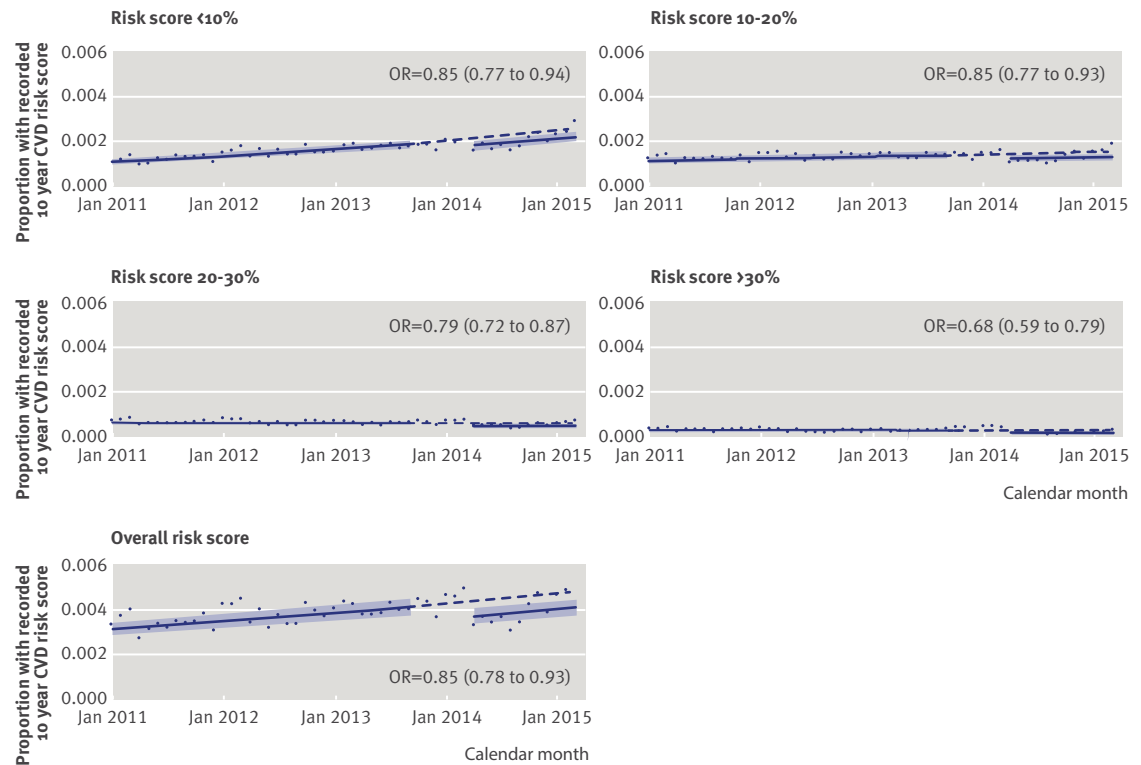 Risk score <10%
Proportion with recorded
10 year CVD risk score
0.006
0.004
0.002
0.000
OR=0.85 (0.77 to 0.94)
Jan 2011
Jan 2012
Jan 2013
Jan 2014
Jan 2015
Risk score 10-20%
0.006
0.004
0.002
0.000
OR=0.85 (0.77 to 0.93)
Jan 2011
Jan 2012
Jan 2013
Jan 2014
Jan 2015
Risk score 20-30%
Proportion with recorded
10 year CVD risk score
0.006
0.004
0.002
0.000
OR=0.79 (0.72 to 0.87)
Jan 2011
Jan 2012
Jan 2013
Jan 2014
Jan 2015
Risk score >30%
0.006
0.004
0.002
0.000
OR=0.68 (0.59 to 0.79)
Jan 2011
Jan 2012
Jan 2013
Jan 2014
Jan 2015
Calendar month
Overall risk score
Proportion with recorded
10 year CVD risk score
0.006
0.004
0.002
0.000
OR=0.85 (0.78 to 0.93)
Jan 2011
Jan 2012
Jan 2013
Jan 2014
Jan 2015
Calendar month